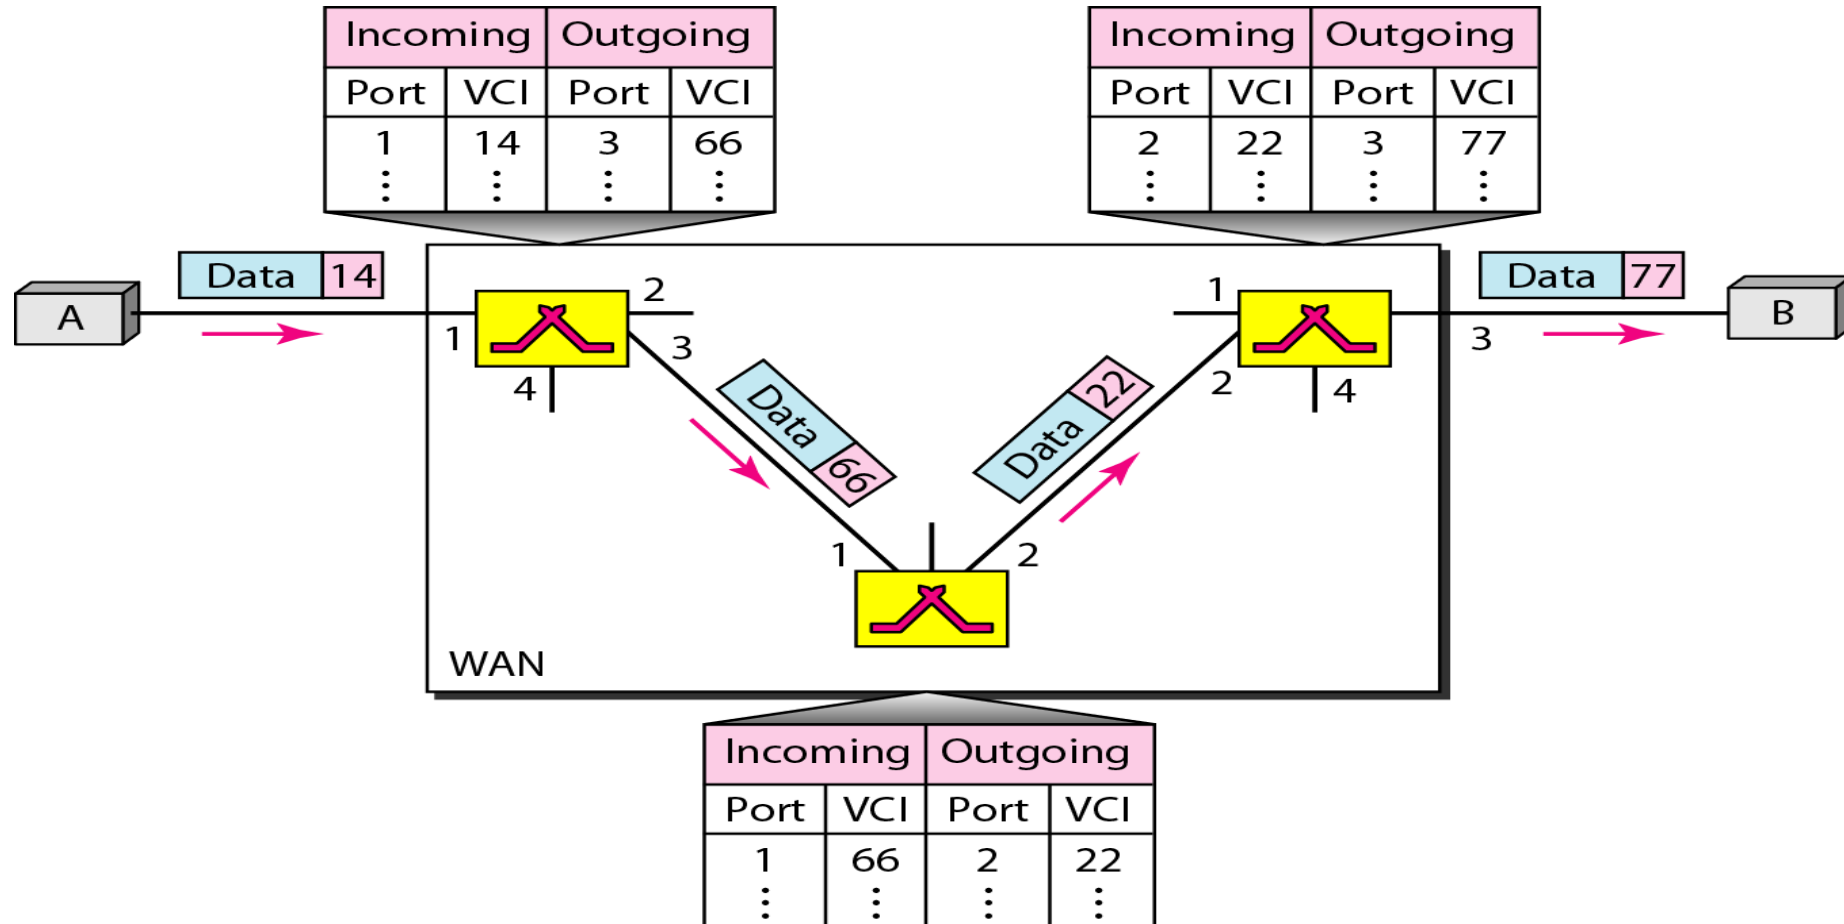 Incoming Outgoing
Port VCI Port VCI
1 14 3 66
⋮ ⋮ ⋮ ⋮
Incoming Outgoing
Port VCI Port VCI
2 22 3 77
⋮ ⋮ ⋮ ⋮
Data 14
Data 77
A
B
1
2
3
4
1
2
3
4
Data 66
Data 22
1
2
WAN
Incoming Outgoing
Port VCI Port VCI
1 66 2 22
⋮ ⋮ ⋮ ⋮